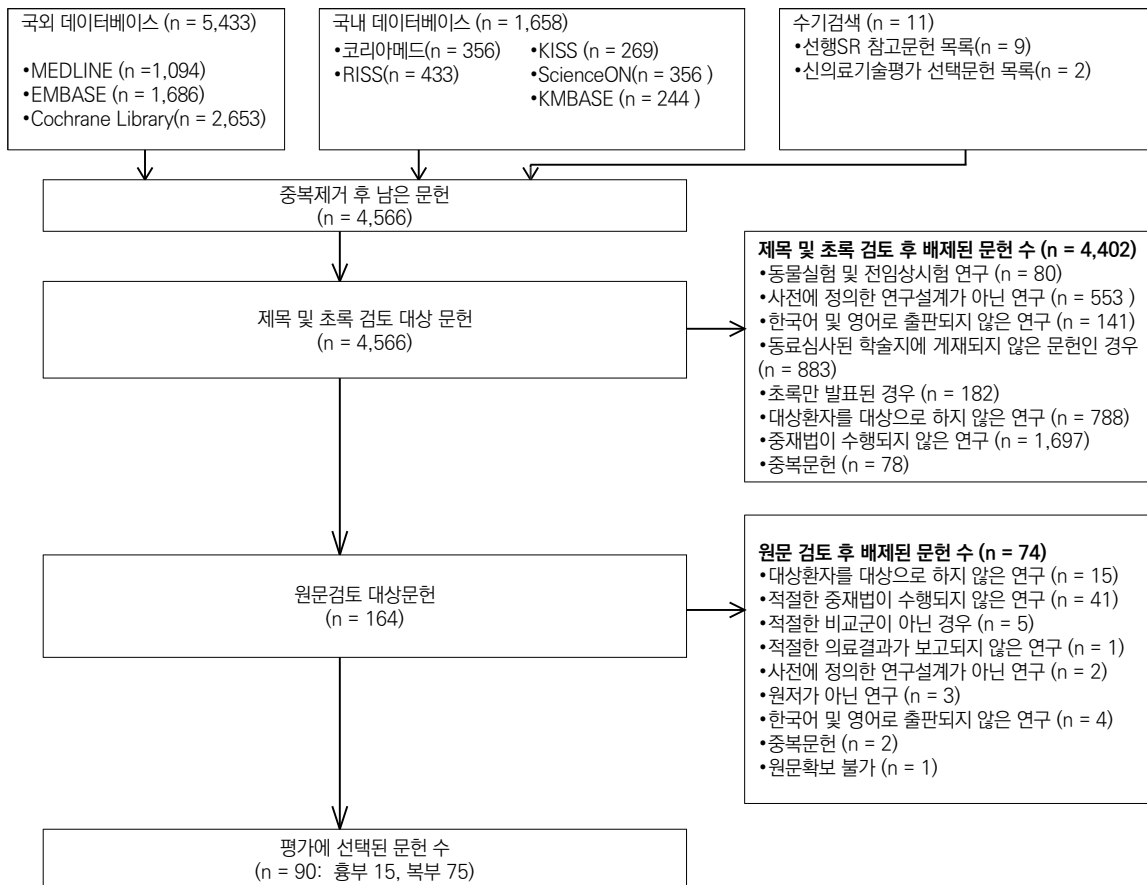 국외 데이터베이스 (n = 5,433)
•MEDLINE (n =1,094)
•EMBASE (n = 1,686)
•Cochrane Library(n = 2,653)
국내 데이터베이스 (n = 1,658)
•코리아메드(n = 356)
•RISS(n = 433)
•KISS (n = 269)
•ScienceON(n = 356 )
•KMBASE (n = 244 )
수기검색 (n = 11)
•선행SR 참고문헌 목록(n = 9)
•신의료기술평가 선택문헌 목록(n = 2)
중복제거 후 남은 문헌
(n = 4,566)
제목 및 초록 검토 대상 문헌
(n = 4,566)
제목 및 초록 검토 후 배제된 문헌 수 (n = 4,402)
•동물실험 및 전임상시험 연구 (n = 80)
•사전에 정의한 연구설계가 아닌 연구 (n = 553 )
•한국어 및 영어로 출판되지 않은 연구 (n = 141)
•동료심사된 학술지에 게재되지 않은 문헌인 경우
(n = 883)
•초록만 발표된 경우 (n = 182)
•대상환자를 대상으로 하지 않은 연구 (n = 788)
•중재법이 수행되지 않은 연구 (n = 1,697)
•중복문헌 (n = 78)
원문검토 대상문헌
(n = 164)
원문 검토 후 배제된 문헌 수 (n = 74)
•대상환자를 대상으로 하지 않은 연구 (n = 15)
•적절한 중재법이 수행되지 않은 연구 (n = 41)
•적절한 비교군이 아닌 경우 (n = 5)
•적절한 의료결과가 보고되지 않은 연구 (n = 1)
•사전에 정의한 연구설계가 아닌 연구 (n = 2)
•원저가 아닌 연구 (n = 3)
•한국어 및 영어로 출판되지 않은 연구 (n = 4)
•중복문헌 (n = 2)
•원문확보 불가 (n = 1)
평가에 선택된 문헌 수
(n = 90: 흉부 15, 복부 75)